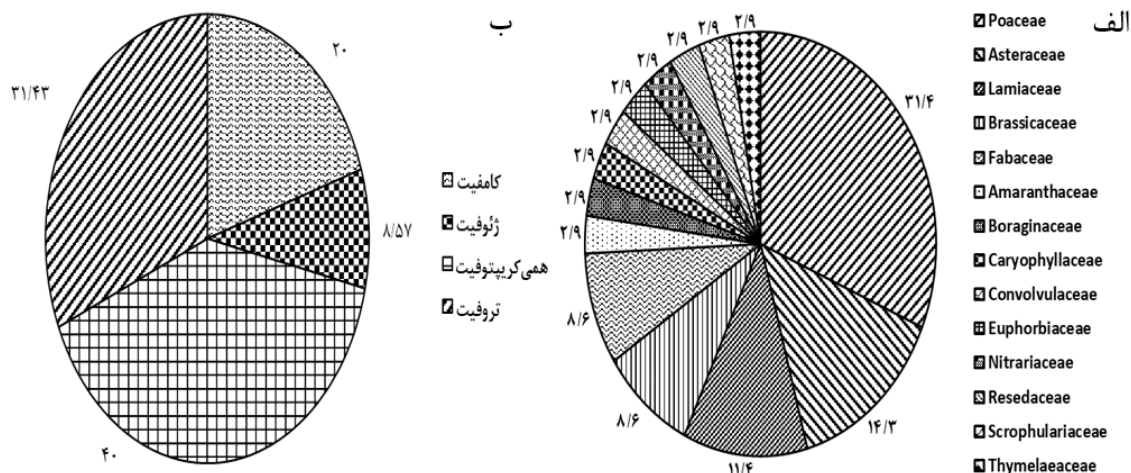 الف
Poaceae
Asteraceae
Lamiaceae
Brassicaceae
Fabaceae
Amaranthaceae
Boraginaceae
Caryophyllaceae
Convolvulaceae
Euphorbiaceae
Nitrariaceae
Resedaceae
Scrophulariaceae
Thymelaeaceae
۳۱/۴
۱۴/۳
۱۱/۴
۸/۶
۸/۶
۲/۹
۲/۹
۲/۹
۲/۹
۲/۹
۲/۹
۲/۹
۲/۹
۲/۹
ب
کامفیت
ژئوفیت
همی‌کریپتوفیت
تروفیت
۲۰
۸/۵۷
۴۰
۳۱/۴۳